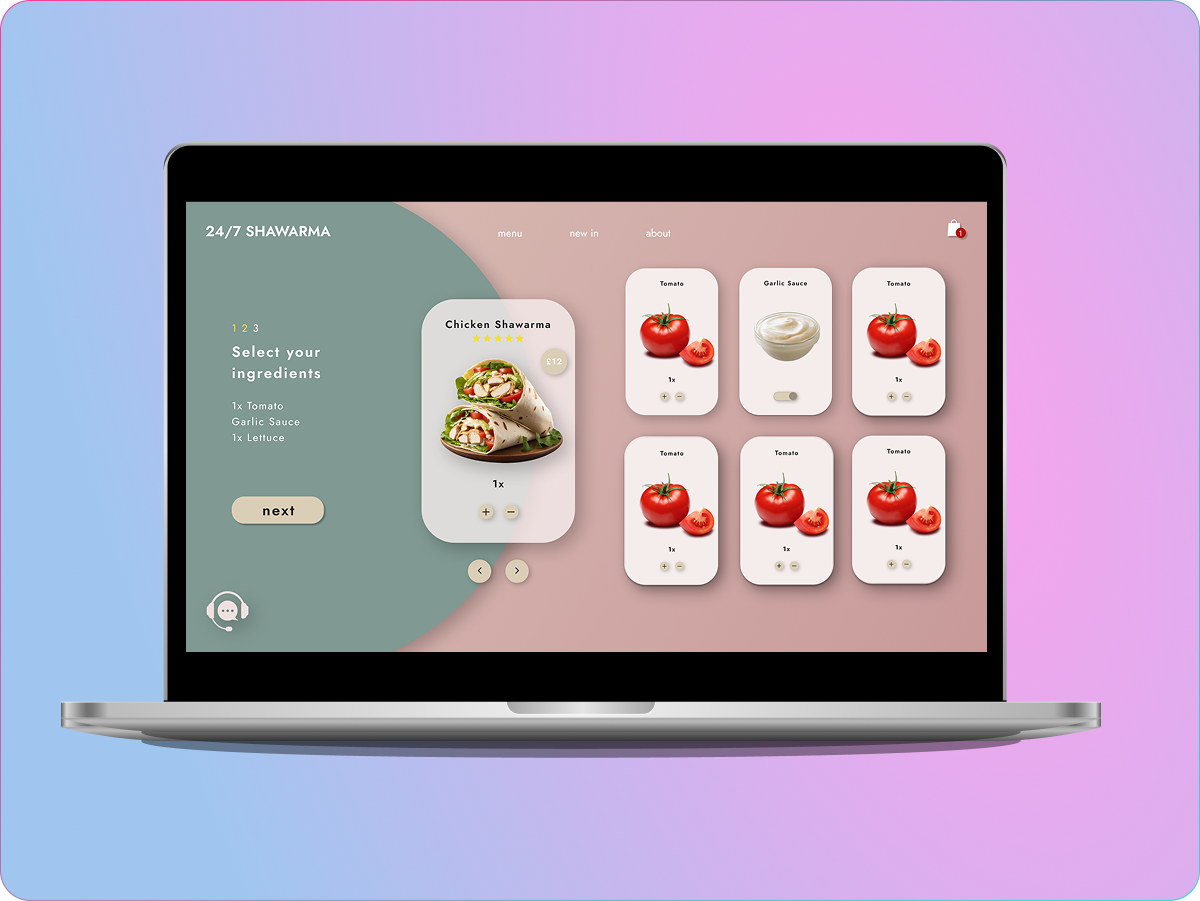 24/7 SHAWARMA
menu
new in
about
1
1 2 3
Select your
ingredients
1x Tomato
Garlic Sauce
1x Lettuce
next
Chicken Shawarma
£12
1x
+ −
< >
Tomato
1x
+ −
Garlic Sauce
Tomato
1x
+ −
Tomato
1x
+ −
Tomato
1x
+ −
Tomato
1x
+ −